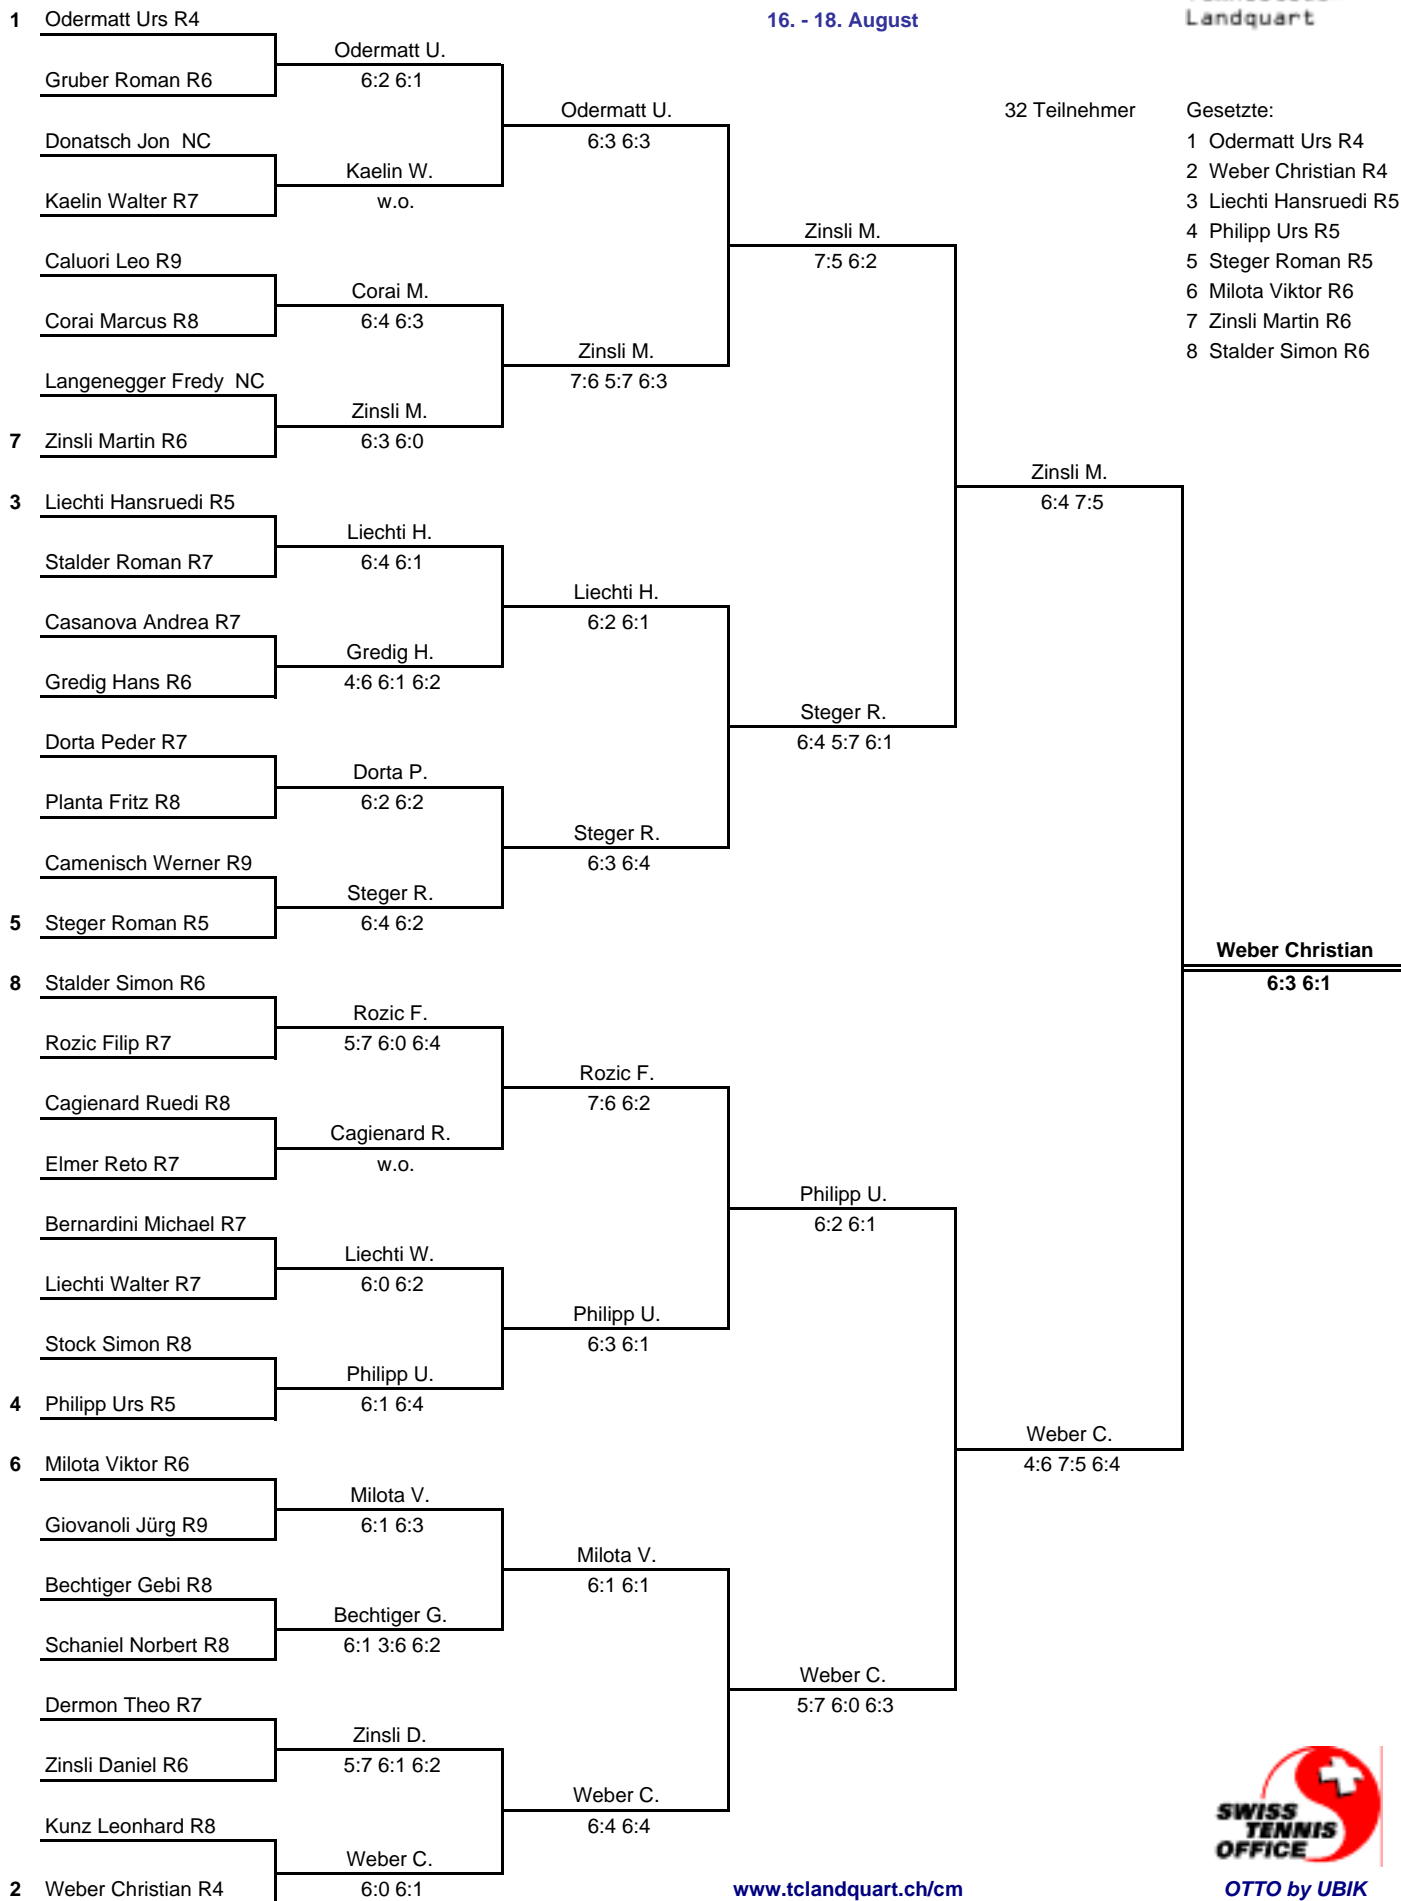 1 Odermatt Urs R4
16. - 18. August
Landquart
Odermatt U.
Gruber Roman R6
6:2 6:1
Odermatt U.
32 Teilnehmer
Gesetzte:
Donatsch Jon NC
6:3 6:3
1 Odermatt Urs R4
Kaelin W.
2 Weber Christian R4
Kaelin Walter R7
w.o.
3 Liechti Hansruedi R5
Zinsli M.
4 Philipp Urs R5
Caluori Leo R9
7:5 6:2
5 Steger Roman R5
Corai M.
6 Milota Viktor R6
Corai Marcus R8
6:4 6:3
7 Zinsli Martin R6
Zinsli M.
8 Stalder Simon R6
Langenegger Fredy NC
7:6 5:7 6:3
Zinsli M.
7 Zinsli Martin R6
6:3 6:0
Zinsli M.
3 Liechti Hansruedi R5
6:4 7:5
Liechti H.
Stalder Roman R7
6:4 6:1
Liechti H.
Casanova Andrea R7
6:2 6:1
Gredig H.
Gredig Hans R6
4:6 6:1 6:2
Steger R.
Dorta Peder R7
6:4 5:7 6:1
Dorta P.
Planta Fritz R8
6:2 6:2
Steger R.
Camenisch Werner R9
6:3 6:4
Steger R.
5 Steger Roman R5
6:4 6:2
Weber Christian
8 Stalder Simon R6
6:3 6:1
Rozic F.
Rozic Filip R7
5:7 6:0 6:4
Rozic F.
Cagienard Ruedi R8
7:6 6:2
Cagienard R.
Elmer Reto R7
w.o.
Philipp U.
Bernardini Michael R7
6:2 6:1
Liechti W.
Liechti Walter R7
6:0 6:2
Philipp U.
Stock Simon R8
6:3 6:1
Philipp U.
4 Philipp Urs R5
6:1 6:4
Weber C.
6 Milota Viktor R6
4:6 7:5 6:4
Milota V.
Giovanoli Jürg R9
6:1 6:3
Milota V.
Bechtiger Gebi R8
6:1 6:1
Bechtiger G.
Schaniel Norbert R8
6:1 3:6 6:2
Weber C.
Dermon Theo R7
5:7 6:0 6:3
Zinsli D.
Zinsli Daniel R6
5:7 6:1 6:2
Weber C.
Kunz Leonhard R8
6:4 6:4
SWISS
TENNIS
OFFICE
Weber C.
2 Weber Christian R4
6:0 6:1
www.tclandquart.ch/cm
OTTO by UBIK